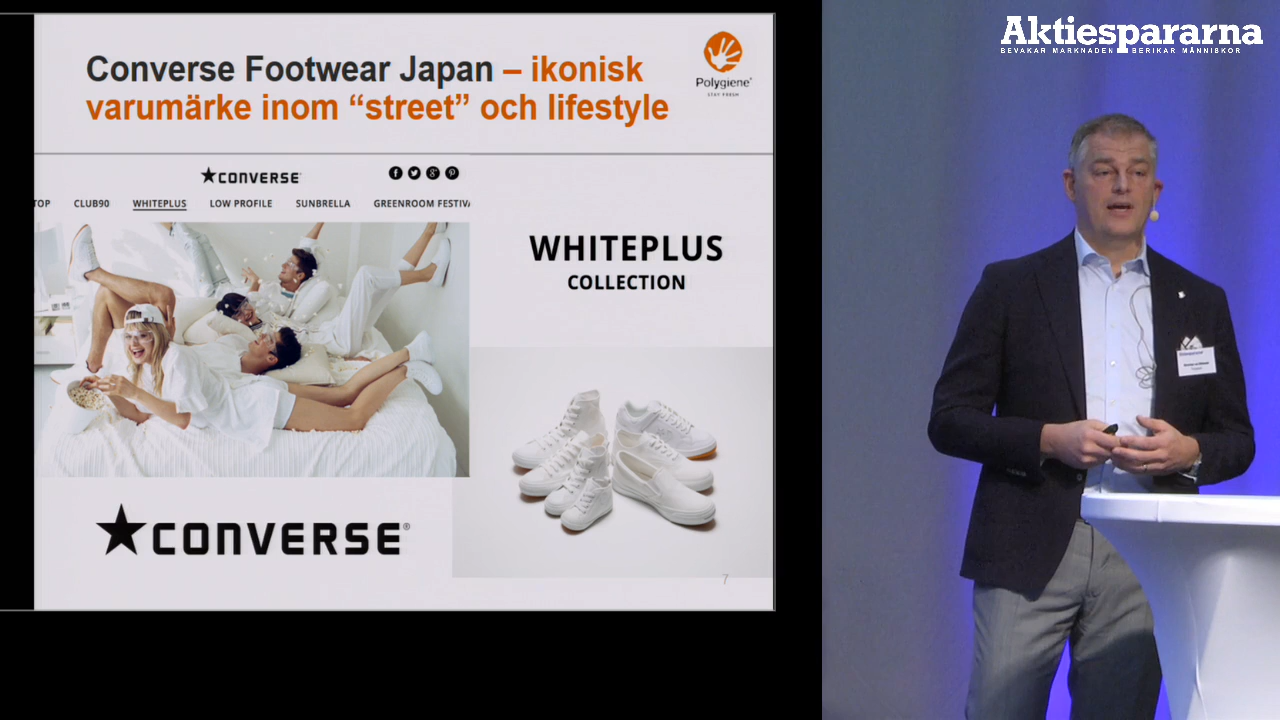 Converse Footwear Japan – ikonisk
varumärke inom “street” och lifestyle
Polygiene®
STAY FRESH
CONVERSE
TOP CLUB90 WHITEPLUS LOW PROFILE SUNBRELLA GREENROOM FESTIVA
WHITEPLUS
COLLECTION
CONVERSE®
7
Aktiespararna
BEVAKAR MARKNADEN BERIKAR MÄNNISKOR